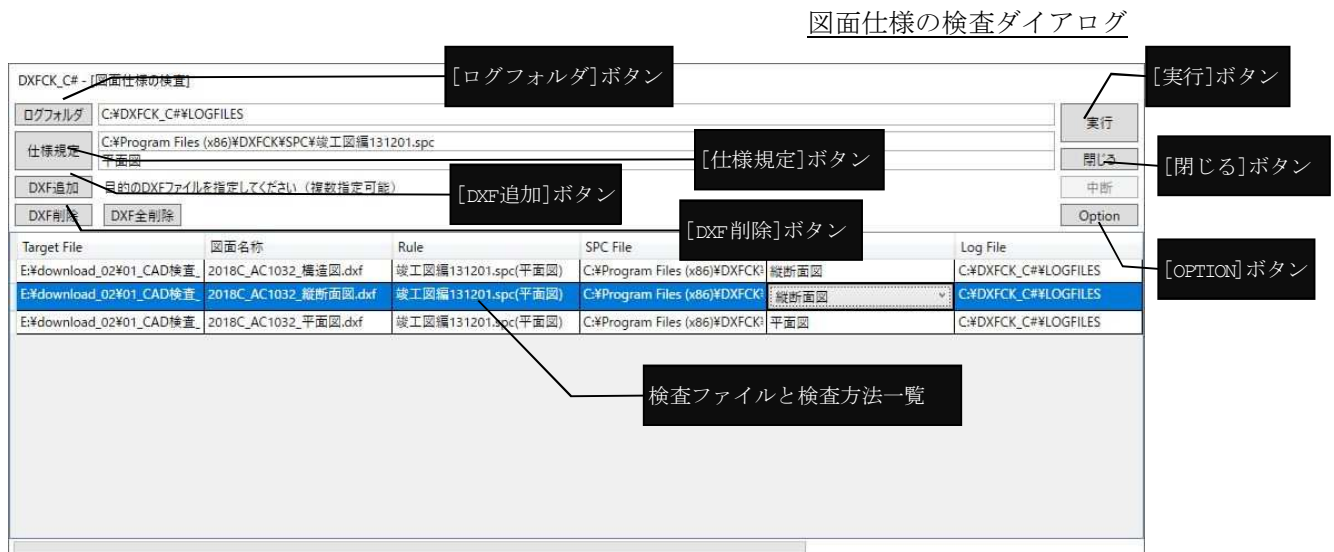 図面仕様の検査ダイアログ
[ログフォルダ]ボタン
[実行]ボタン
DXFCK_C# - [図面仕様の検査]
ログフォルダ C:¥DXFCK_C#¥LOGFILES
実行
仕様規定 C:¥Program Files (x86)¥DXFCK¥SPC¥竣工図編131201.spc
平面図
[仕様規定]ボタン
閉じる
[閉じる]ボタン
DXF追加 目的のDXFファイルを指定してください（複数指定可能）
[DXF追加]ボタン
中断
DXF削除 DXF全削除
[DXF削除]ボタン
Option
[OPTION]ボタン
Target File 図面名称 Rule SPC File Log File
E:¥download_02¥01_CAD検査_ 2018C_AC1032_構造図.dxf 竣工図編131201.spc(平面図) C:¥Program Files (x86)¥DXFCK¥ 縦断面図 C:¥DXFCK_C#¥LOGFILES
E:¥download_02¥01_CAD検査_ 2018C_AC1032_縦断面図.dxf 竣工図編131201.spc(平面図) C:¥Program Files (x86)¥DXFCK¥ 縦断面図 C:¥DXFCK_C#¥LOGFILES
E:¥download_02¥01_CAD検査_ 2018C_AC1032_平面図.dxf 竣工図編131201.spc(平面図) C:¥Program Files (x86)¥DXFCK¥ 平面図 C:¥DXFCK_C#¥LOGFILES
検査ファイルと検査方法一覧